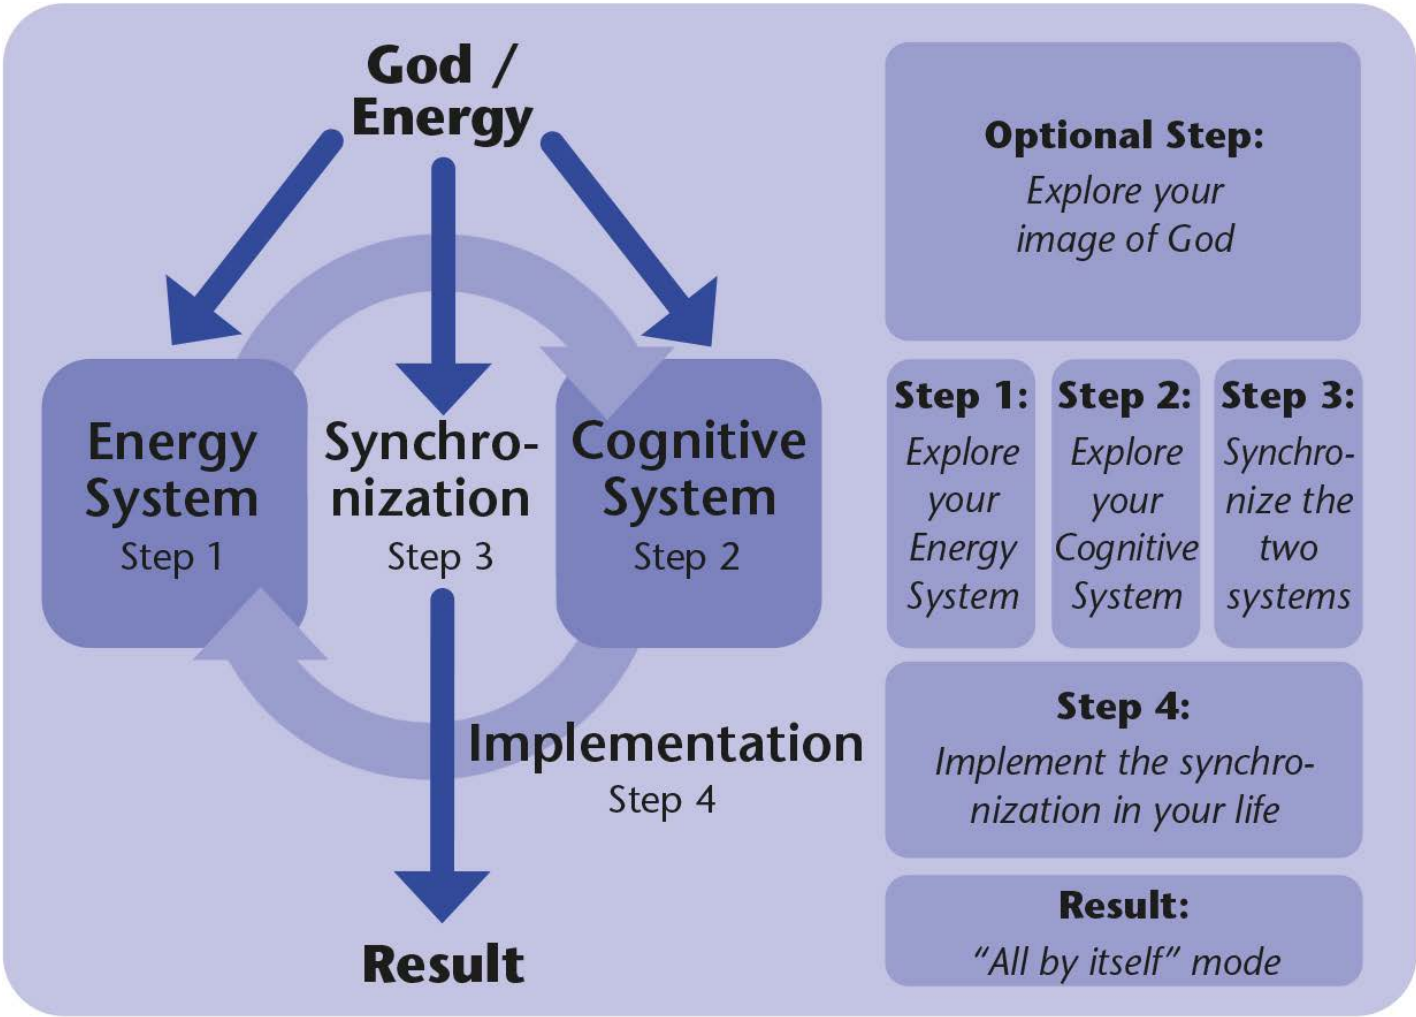 God /
Energy
Energy
System
Step 1
Synchro-
nization
Step 3
Cognitive
System
Step 2
Implementation
Step 4
Result
Optional Step:
Explore your
image of God
Step 1:
Explore
your
Energy
System
Step 2:
Explore
your
Cognitive
System
Step 3:
Synchro-
nize the
two
systems
Step 4:
Implement the synchro-
nization in your life
Result:
“All by itself” mode